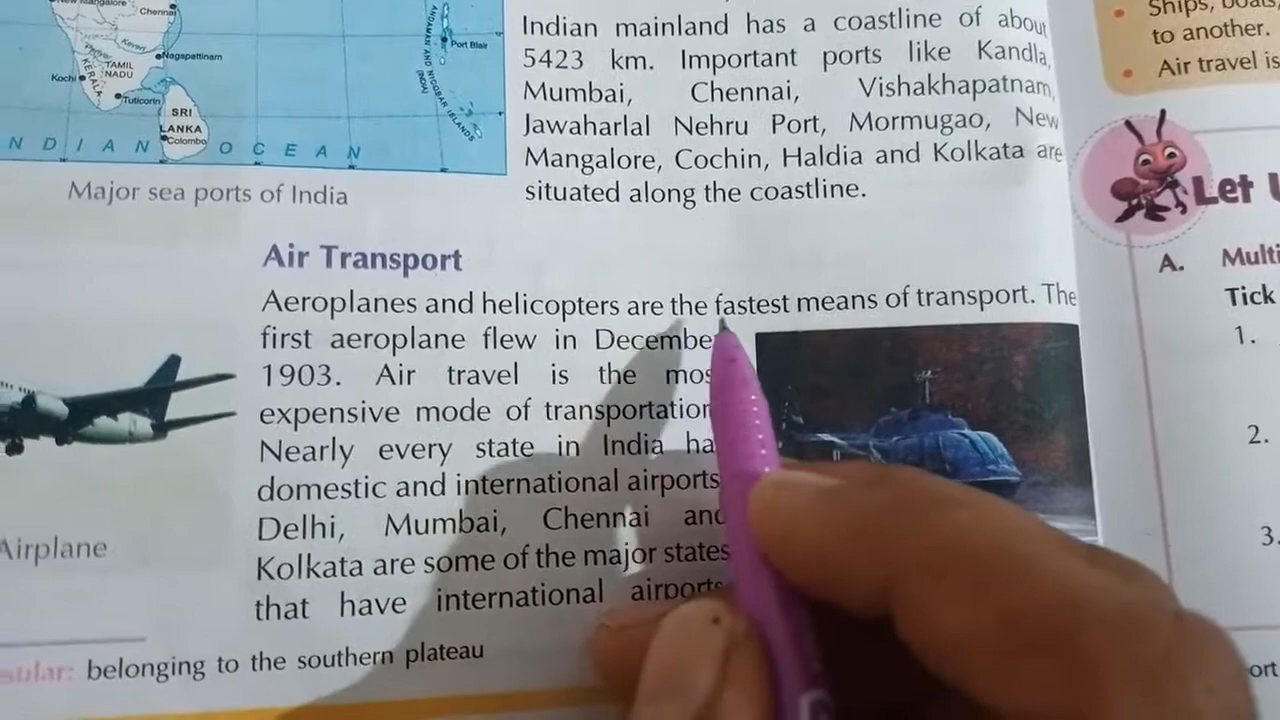 Chennai
Nagapattinam
Kochi
KERALA
TAMIL
NADU
Tuticorin
SRI
LANKA
Colombo
Port Blair
ANDAMAN AND NICOBAR ISLANDS
(INDIA)
N D I A N O C E A N
Major sea ports of India
Indian mainland has a coastline of about
5423 km. Important ports like Kandla,
Mumbai, Chennai, Vishakhapatnam,
Jawaharlal Nehru Port, Mormugao, New
Mangalore, Cochin, Haldia and Kolkata are
situated along the coastline.
Air Transport
Aeroplanes and helicopters are the fastest means of transport. The
first aeroplane flew in Decembe
1903. Air travel is the mos
expensive mode of transportation
Nearly every state in India ha
domestic and international airports
Delhi, Mumbai, Chennai and
Kolkata are some of the major states
that have international airports
Airplane
sular: belonging to the southern plateau
Ships, boats,
to another.
Air travel is
Let U
A. Multi
Tick
1.
2.
3.
ort